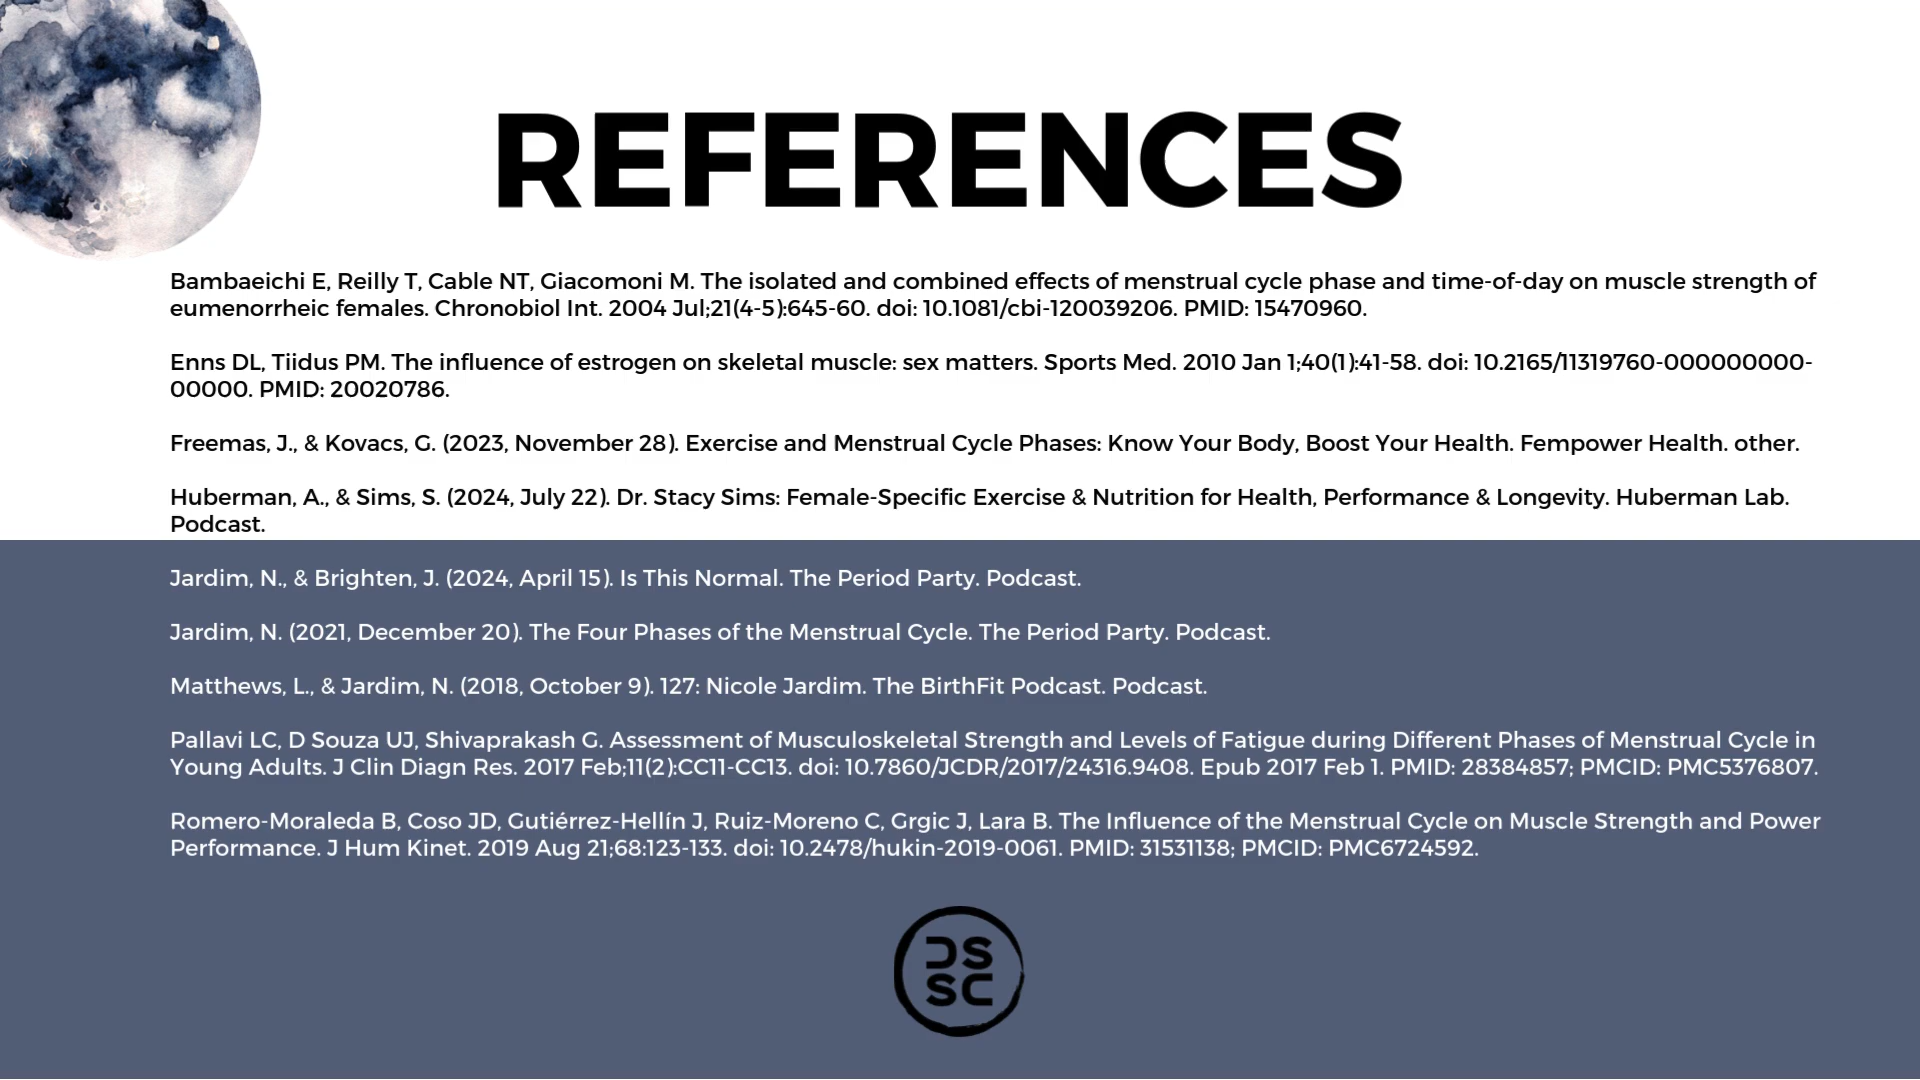 REFERENCES
Bambaeichi E, Reilly T, Cable NT, Giacomoni M. The isolated and combined effects of menstrual cycle phase and time-of-day on muscle strength of
eumenorrheic females. Chronobiol Int. 2004 Jul;21(4-5):645-60. doi: 10.1081/cbi-120039206. PMID: 15470960.
Enns DL, Tiidus PM. The influence of estrogen on skeletal muscle: sex matters. Sports Med. 2010 Jan 1;40(1):41-58. doi: 10.2165/11319760-000000000-
00000. PMID: 20020786.
Freemas, J., & Kovacs, G. (2023, November 28). Exercise and Menstrual Cycle Phases: Know Your Body, Boost Your Health. Fempower Health. other.
Huberman, A., & Sims, S. (2024, July 22). Dr. Stacy Sims: Female-Specific Exercise & Nutrition for Health, Performance & Longevity. Huberman Lab.
Podcast.
Jardim, N., & Brighten, J. (2024, April 15). Is This Normal. The Period Party. Podcast.
Jardim, N. (2021, December 20). The Four Phases of the Menstrual Cycle. The Period Party. Podcast.
Matthews, L., & Jardim, N. (2018, October 9). 127: Nicole Jardim. The BirthFit Podcast. Podcast.
Pallavi LC, D Souza UJ, Shivaprakash G. Assessment of Musculoskeletal Strength and Levels of Fatigue during Different Phases of Menstrual Cycle in
Young Adults. J Clin Diagn Res. 2017 Feb;11(2):CC11-CC13. doi: 10.7860/JCDR/2017/24316.9408. Epub 2017 Feb 1. PMID: 28384857; PMCID: PMC5376807.
Romero-Moraleda B, Coso JD, Gutiérrez-Hellín J, Ruiz-Moreno C, Grgic J, Lara B. The Influence of the Menstrual Cycle on Muscle Strength and Power
Performance. J Hum Kinet. 2019 Aug 21;68:123-133. doi: 10.2478/hukin-2019-0061. PMID: 31531138; PMCID: PMC6724592.
DS
SC